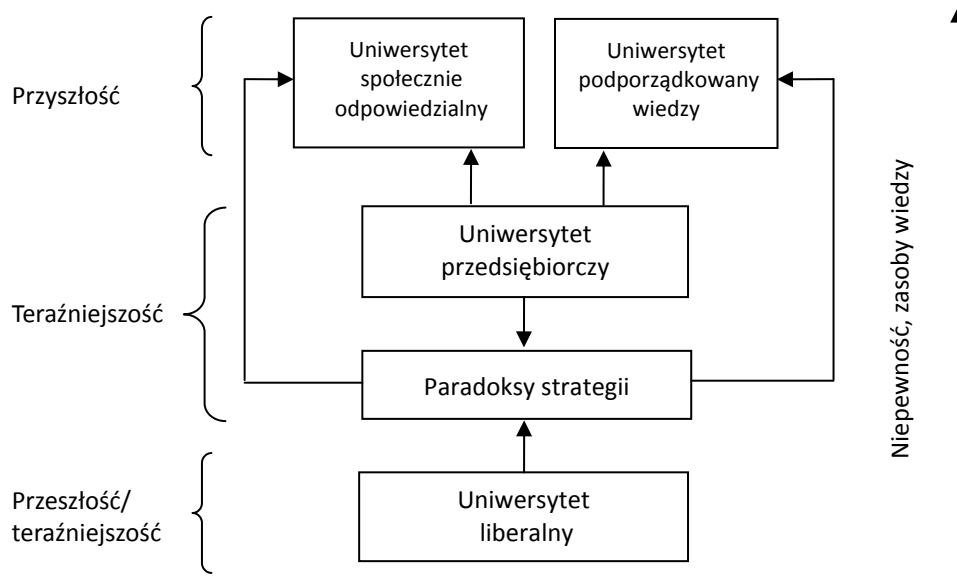 Przyszłość
Uniwersytet
społecznie
odpowiedzialny
Uniwersytet
podporządkowany
wiedzy
Teraźniejszość
Uniwersytet
przedsiębiorczy
Paradoksy strategii
Przeszłość/
teraźniejszość
Uniwersytet
liberalny
Niepewność, zasoby wiedzy